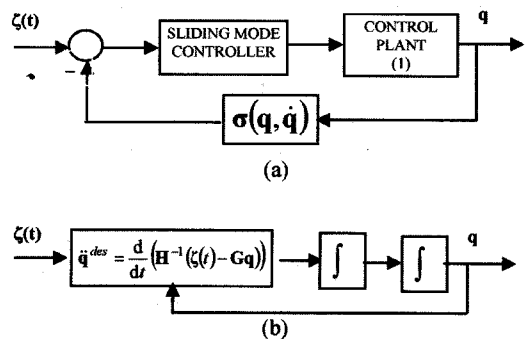 ζ(t)
q
SLIDING MODE
CONTROLLER
CONTROL
PLANT
(1)
−
σ(q, q̇)
(a)
ζ(t)
q
q̈ᵈᵉˢ = d/dt (H⁻¹(ζ(t) − Gq))
∫
∫
(b)